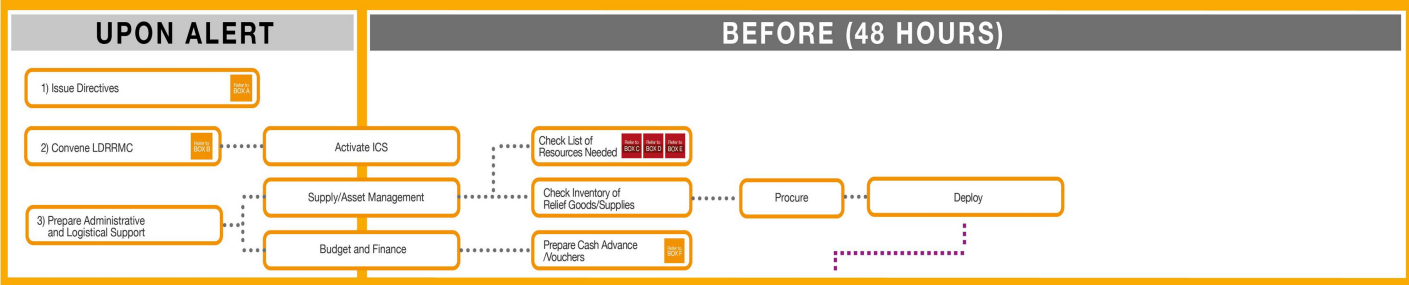 UPON ALERT
BEFORE (48 HOURS)
1) Issue Directives
Refer to
BOX A
2) Convene LDRRMC
Refer to
BOX B
Activate ICS
Check List of
Resources Needed
Refer to
BOX C
Refer to
BOX D
Refer to
BOX E
3) Prepare Administrative
and Logistical Support
Supply/Asset Management
Check Inventory of
Relief Goods/Supplies
Procure
Deploy
Budget and Finance
Prepare Cash Advance
/Vouchers
Refer to
BOX F